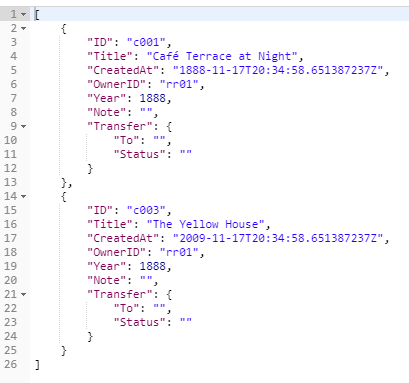 1 [
2 {
3 "ID": "c001",
4 "Title": "Café Terrace at Night",
5 "CreatedAt": "1888-11-17T20:34:58.651387237Z",
6 "OwnerID": "rr01",
7 "Year": 1888,
8 "Note": "",
9 "Transfer": {
10 "To": "",
11 "Status": ""
12 }
13 },
14 {
15 "ID": "c003",
16 "Title": "The Yellow House",
17 "CreatedAt": "2009-11-17T20:34:58.651387237Z",
18 "OwnerID": "rr01",
19 "Year": 1888,
20 "Note": "",
21 "Transfer": {
22 "To": "",
23 "Status": ""
24 }
25 }
26 ]